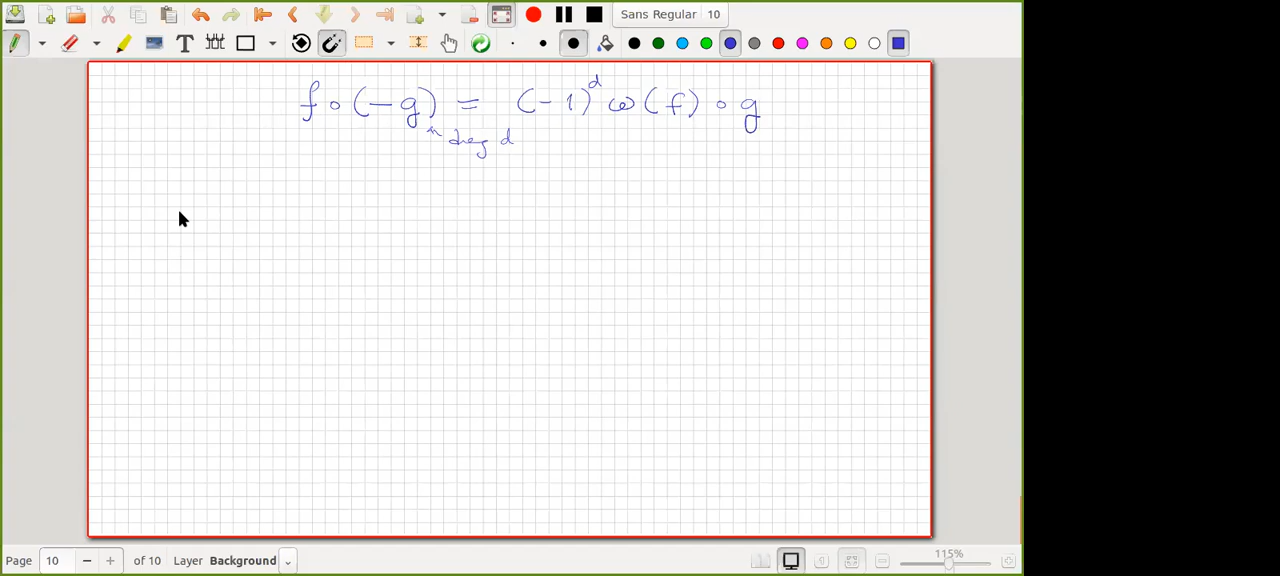 Sans Regular 10
f ∘ (−g) = (−1)^d ω(f) ∘ g
deg d
Page 10 of 10 Layer Background 115%